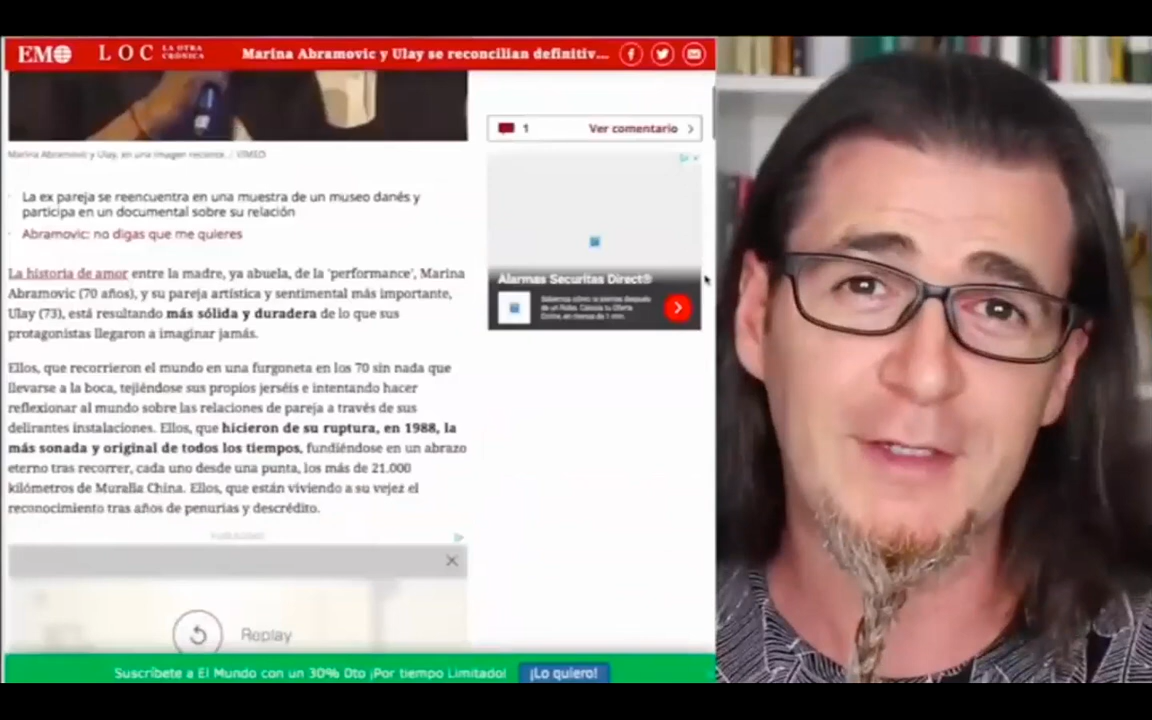 EM LOC LA OTRA CRÓNICA Marina Abramovic y Ulay se reconcilian definitiv...
1 Ver comentario
Marina Abramovic y Ulay, en una imagen reciente. / VIMEO
La ex pareja se reencuentra en una muestra de un museo danés y
participa en un documental sobre su relación
Abramovic: no digas que me quieres
Alarmas Securitas Direct®
La historia de amor entre la madre, ya abuela, de la 'performance', Marina
Abramovic (70 años), y su pareja artística y sentimental más importante,
Ulay (73), está resultando más sólida y duradera de lo que sus
protagonistas llegaron a imaginar jamás.
Ellos, que recorrieron el mundo en una furgoneta en los 70 sin nada que
llevarse a la boca, tejiéndose sus propios jerséis e intentando hacer
reflexionar al mundo sobre las relaciones de pareja a través de sus
delirantes instalaciones. Ellos, que hicieron de su ruptura, en 1988, la
más sonada y original de todos los tiempos, fundiéndose en un abrazo
eterno tras recorrer, cada uno desde una punta, los más de 21.000
kilómetros de Muralla China. Ellos, que están viviendo a su vejez el
reconocimiento tras años de penurias y descrédito.
PUBLICIDAD
Replay
Suscríbete a El Mundo con un 30% Dto ¡Por tiempo Limitado! ¡Lo quiero!